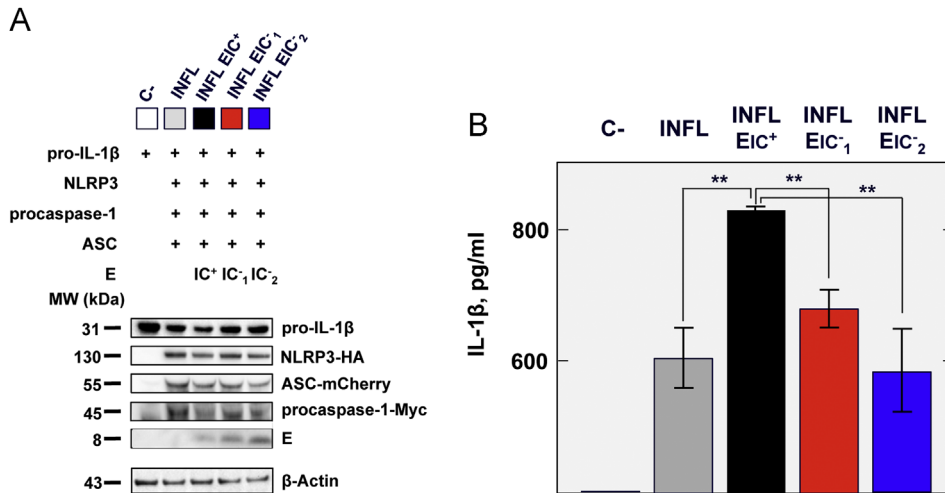 A
C-
INFL
INFL EIC⁺
INFL EIC⁻₁
INFL EIC⁻₂
pro-IL-1β + + + + +
NLRP3 + + + +
procaspase-1 + + + +
ASC + + + +
E IC⁺ IC⁻₁ IC⁻₂
MW (kDa)
31 pro-IL-1β
130 NLRP3-HA
55 ASC-mCherry
45 procaspase-1-Myc
8 E
43 β-Actin
B
C-
INFL
INFL
EIC⁺
INFL
EIC⁻₁
INFL
EIC⁻₂
** ** **
IL-1β, pg/ml
800
600